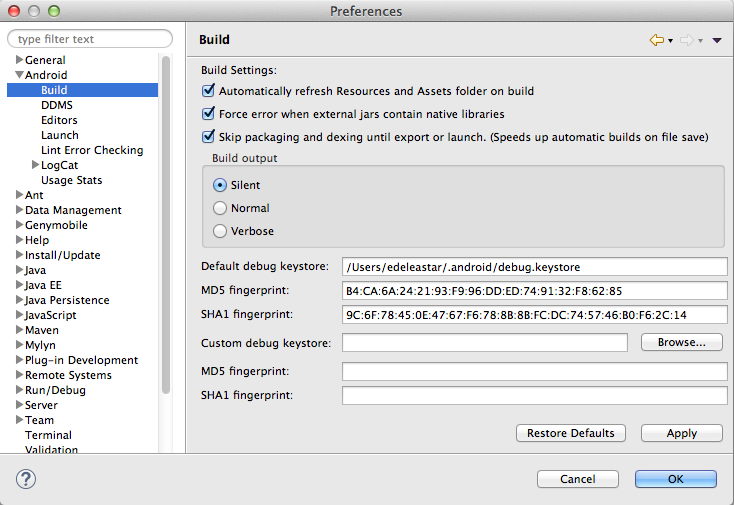 Preferences
type filter text
General
Android
Build
DDMS
Editors
Launch
Lint Error Checking
LogCat
Usage Stats
Ant
Data Management
Genymobile
Help
Install/Update
Java
Java EE
Java Persistence
JavaScript
Maven
Mylyn
Plug-in Development
Remote Systems
Run/Debug
Server
Team
Terminal
Validation
Build
Build Settings:
Automatically refresh Resources and Assets folder on build
Force error when external jars contain native libraries
Skip packaging and dexing until export or launch. (Speeds up automatic builds on file save)
Build output
Silent
Normal
Verbose
Default debug keystore: /Users/edeleastar/.android/debug.keystore
MD5 fingerprint: B4:CA:6A:24:21:93:F9:96:DD:ED:74:91:32:F8:62:85
SHA1 fingerprint: 9C:6F:78:45:0E:47:67:F6:78:8B:8B:FC:DC:74:57:46:B0:F6:2C:14
Custom debug keystore: Browse...
MD5 fingerprint:
SHA1 fingerprint:
Restore Defaults Apply
? Cancel OK